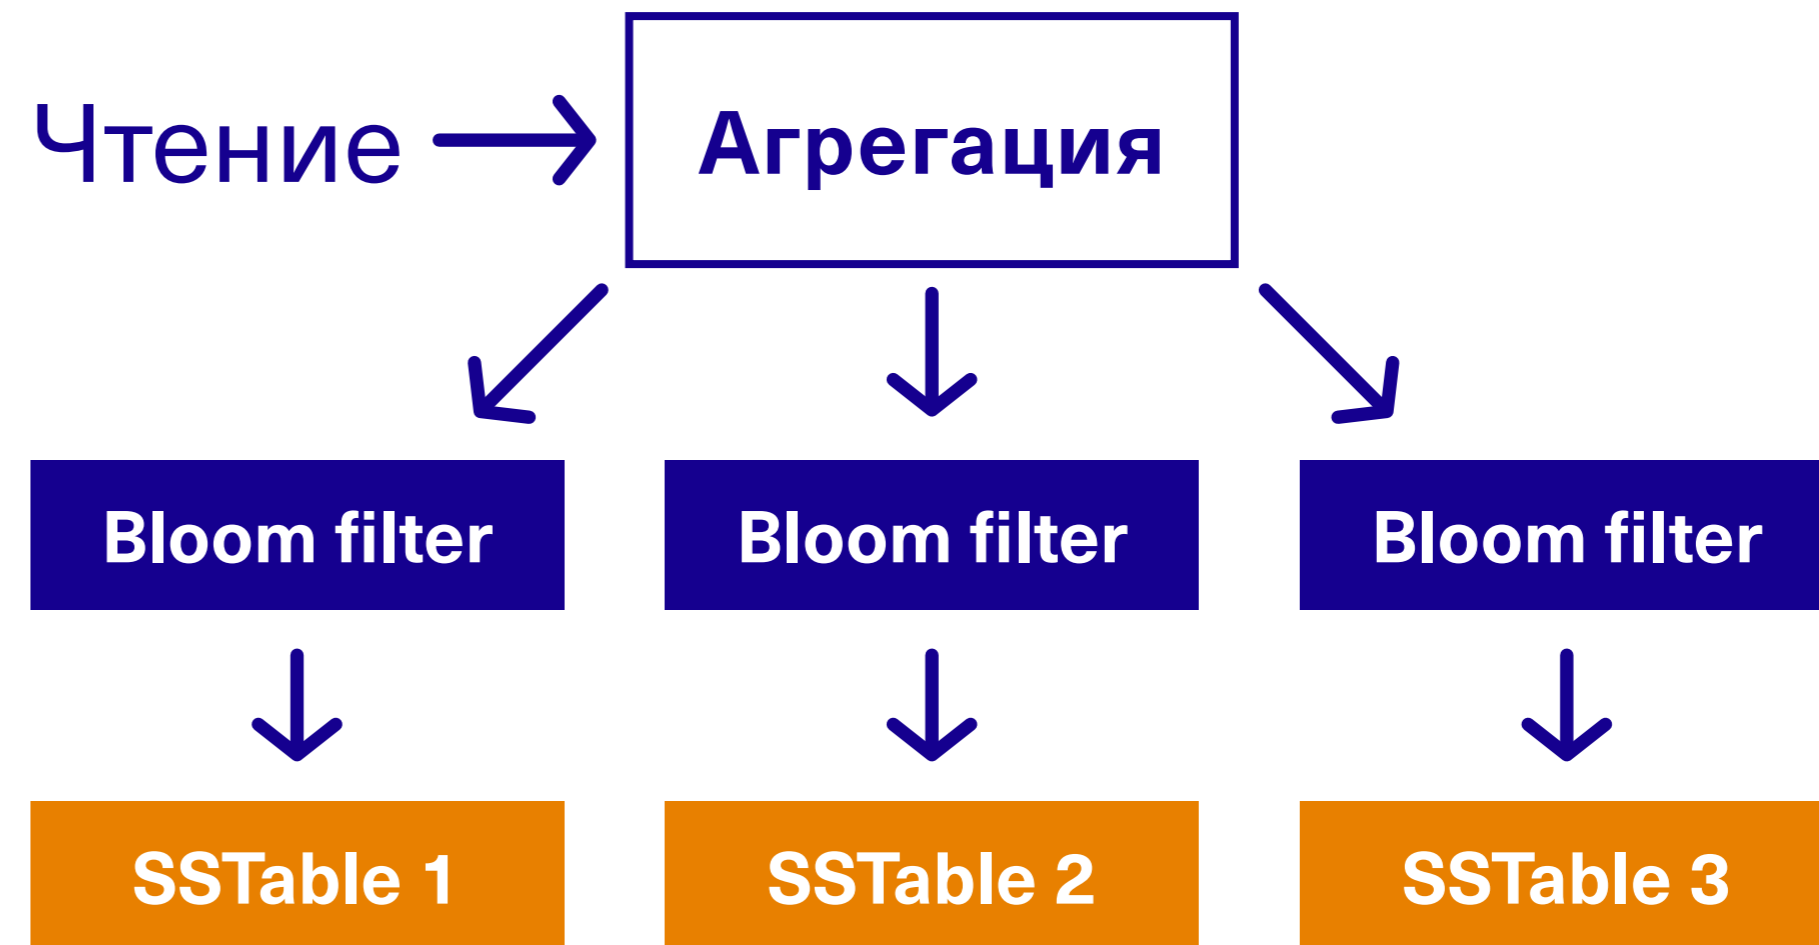 Чтение
Агрегация
Bloom filter
Bloom filter
Bloom filter
SSTable 1
SSTable 2
SSTable 3